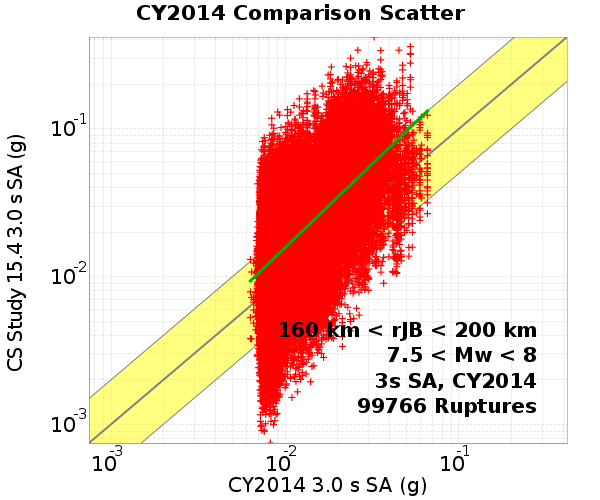 CY2014 Comparison Scatter
CS Study 15.4 3.0 s SA (g)
10-1
10-2
10-3
160 km < rJB < 200 km
7.5 < Mw < 8
3s SA, CY2014
99766 Ruptures
10-3 10-2 10-1
CY2014 3.0 s SA (g)